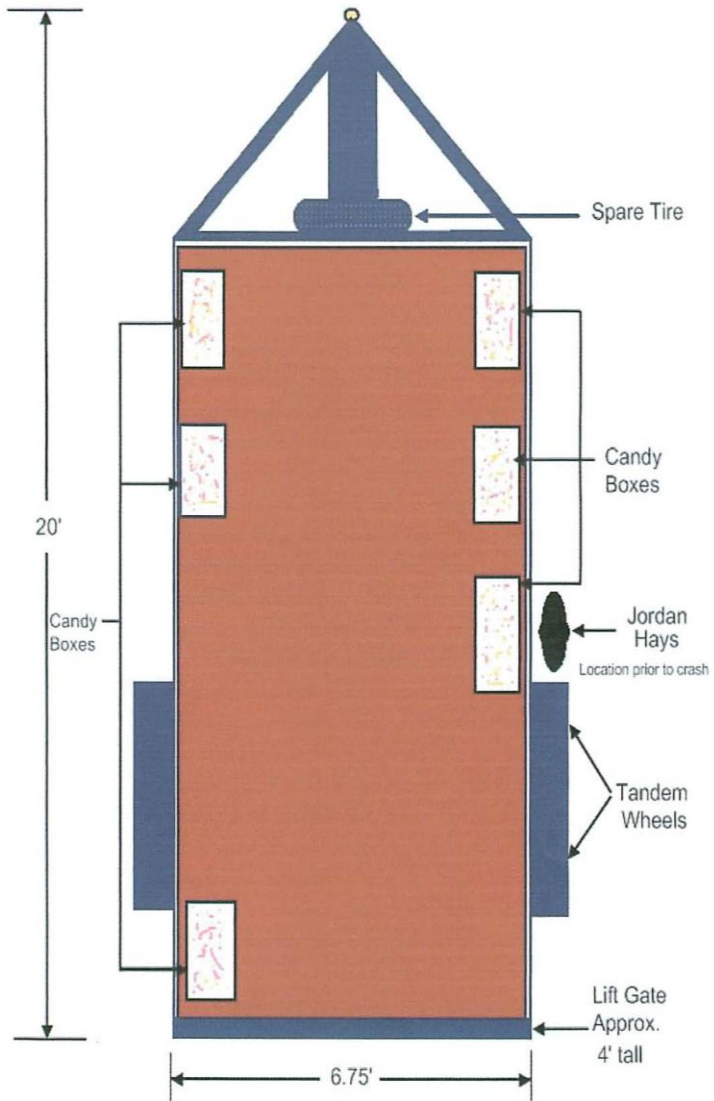 Spare Tire
Candy
Boxes
20'
Candy
Boxes
Jordan
Hays
Location prior to crash
Tandem
Wheels
Lift Gate
Approx.
4' tall
6.75'